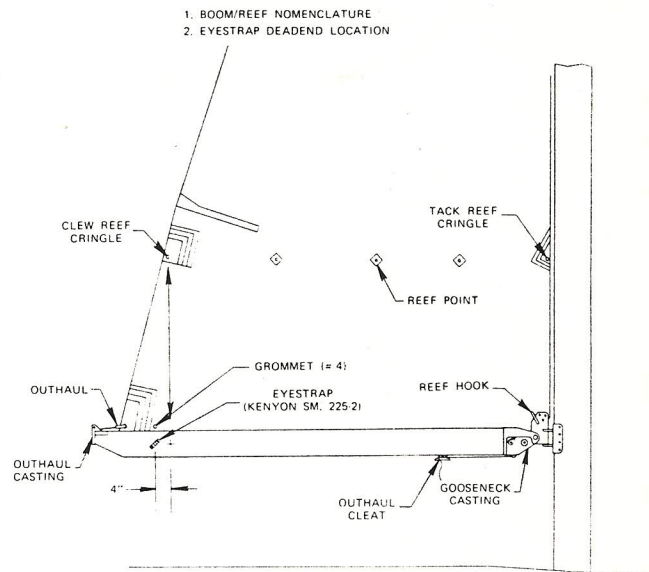 1. BOOM/REEF NOMENCLATURE
2. EYESTRAP DEADEND LOCATION
CLEW REEF
CRINGLE
TACK REEF
CRINGLE
REEF POINT
GROMMET (= 4)
OUTHAUL
EYESTRAP
(KENYON SM. 225-2)
REEF HOOK
OUTHAUL
CASTING
4"
OUTHAUL
CLEAT
GOOSENECK
CASTING